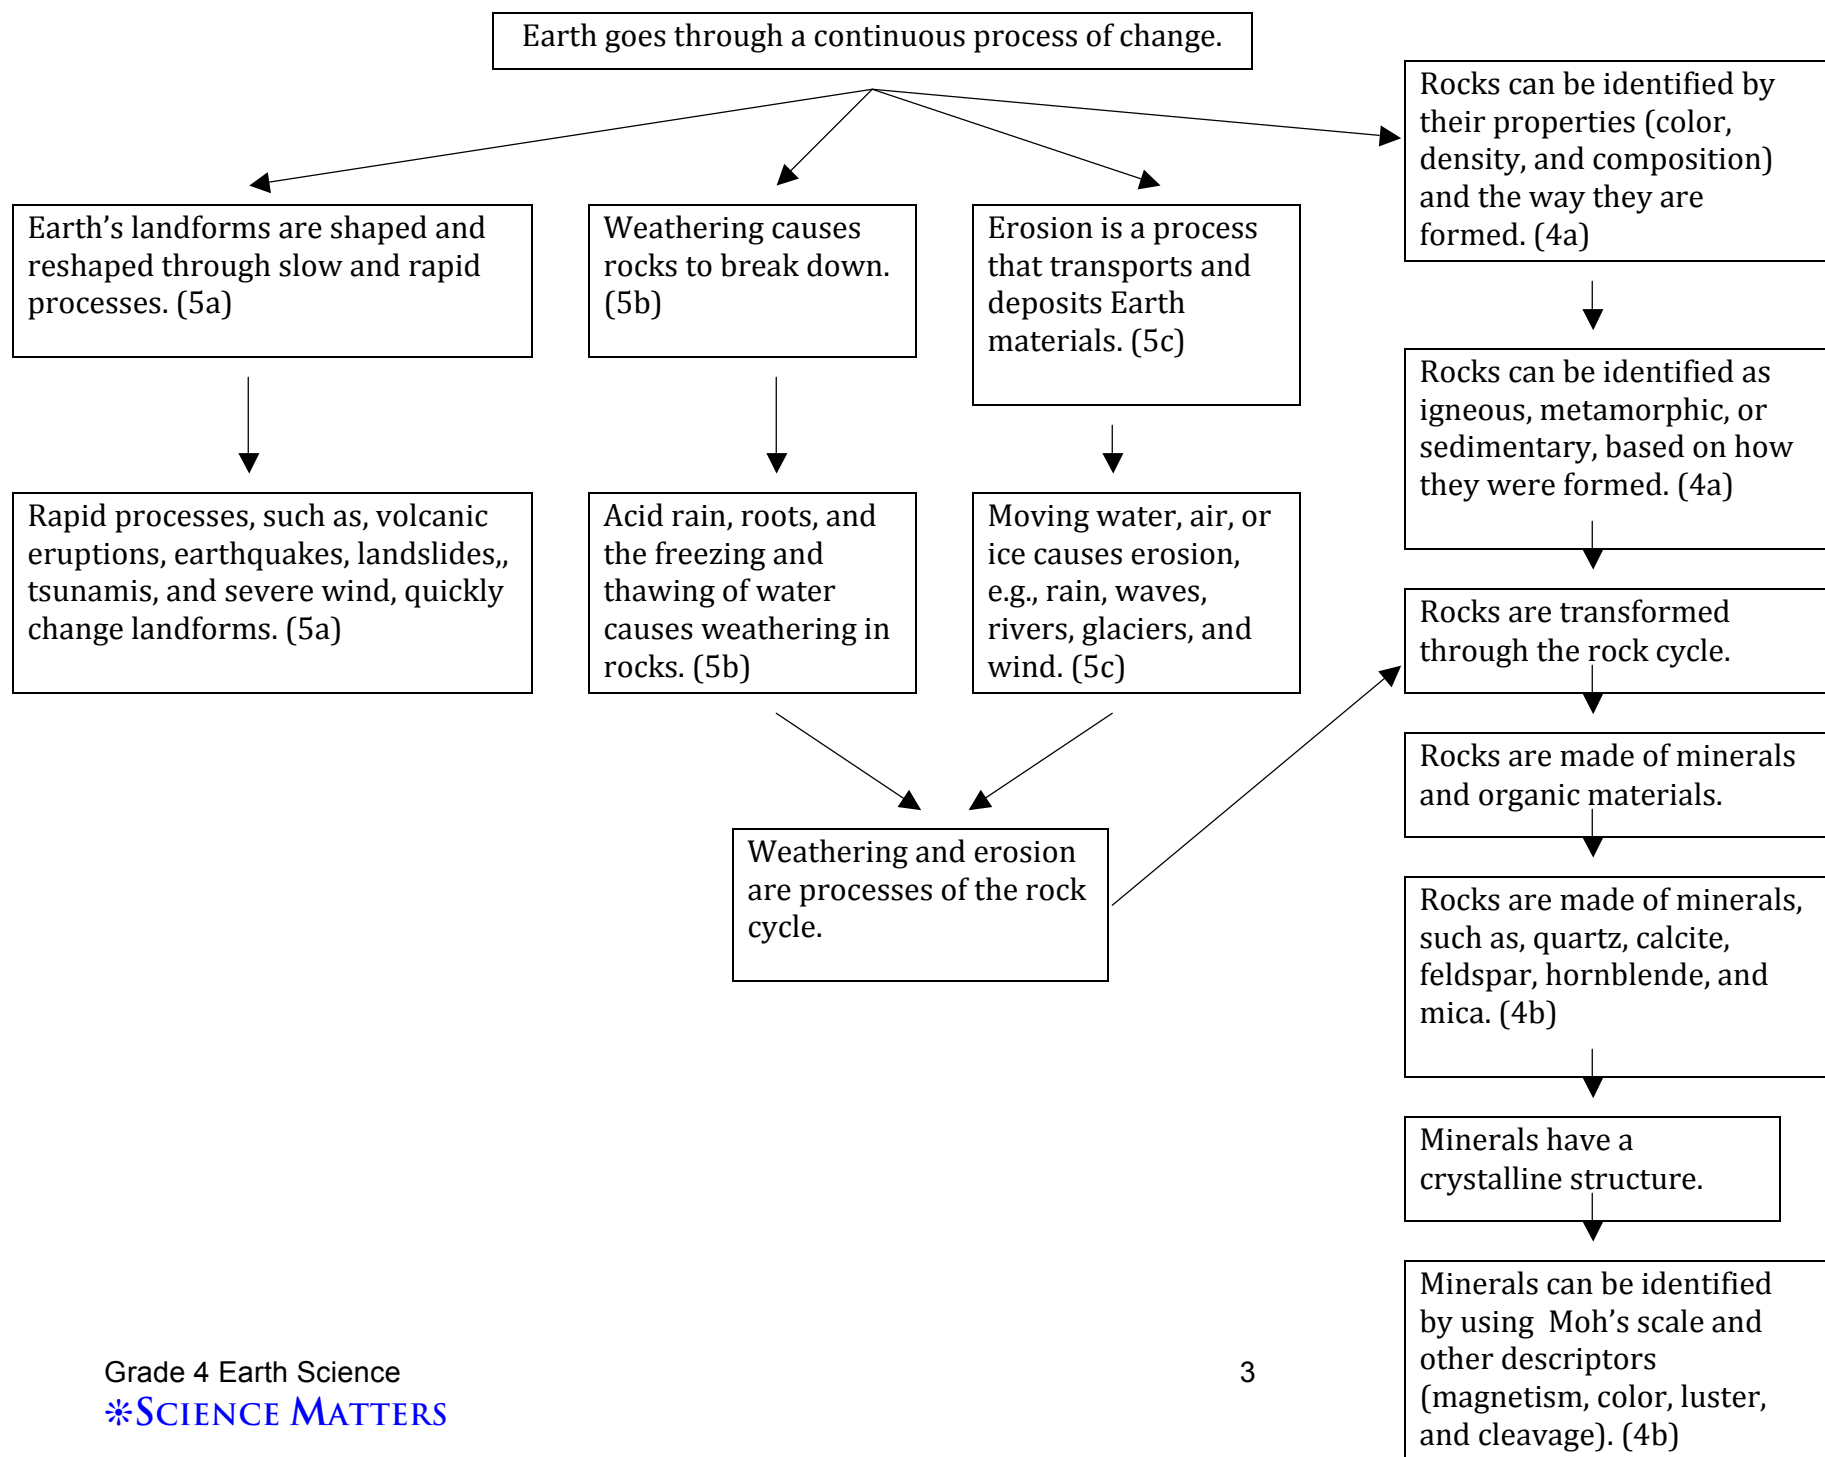 Earth goes through a continuous process of change.
Earth’s landforms are shaped and
reshaped through slow and rapid
processes. (5a)
Weathering causes
rocks to break down.
(5b)
Erosion is a process
that transports and
deposits Earth
materials. (5c)
Rocks can be identified by
their properties (color,
density, and composition)
and the way they are
formed. (4a)
Rapid processes, such as, volcanic
eruptions, earthquakes, landslides,,
tsunamis, and severe wind, quickly
change landforms. (5a)
Acid rain, roots, and
the freezing and
thawing of water
causes weathering in
rocks. (5b)
Moving water, air, or
ice causes erosion,
e.g., rain, waves,
rivers, glaciers, and
wind. (5c)
Rocks can be identified as
igneous, metamorphic, or
sedimentary, based on how
they were formed. (4a)
Weathering and erosion
are processes of the rock
cycle.
Rocks are transformed
through the rock cycle.
Rocks are made of minerals
and organic materials.
Rocks are made of minerals,
such as, quartz, calcite,
feldspar, hornblende, and
mica. (4b)
Minerals have a
crystalline structure.
Minerals can be identified
by using  Moh’s scale and
other descriptors
(magnetism, color, luster,
and cleavage). (4b)
Grade 4 Earth Science
3
SCIENCE MATTERS